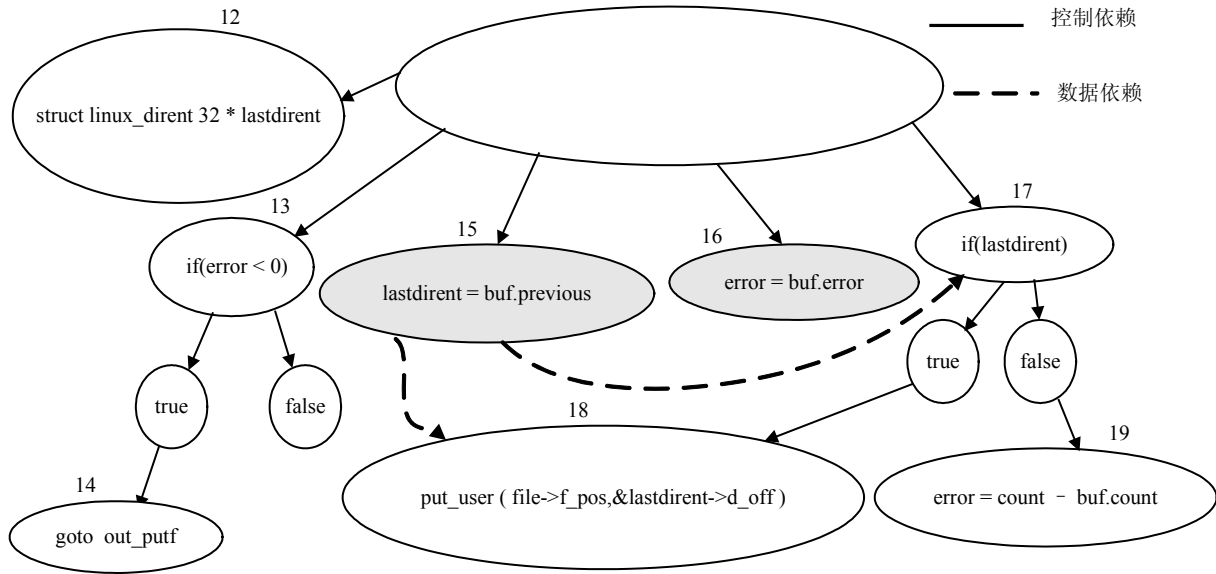 12
控制依赖
struct linux_dirent 32 * lastdirent
数据依赖
13
15
16
17
if(error < 0)
lastdirent = buf.previous
error = buf.error
if(lastdirent)
true
false
true
false
18
19
14
put_user ( file->f_pos,&lastdirent->d_off )
error = count － buf.count
goto out_putf